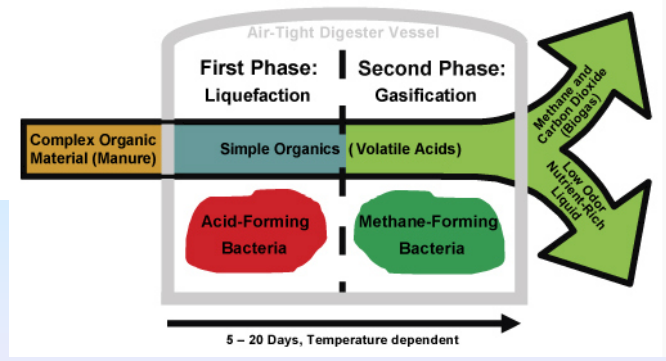 Air-Tight Digester Vessel
First Phase:
Liquefaction
Second Phase:
Gasification
Complex Organic
Material (Manure)
Simple Organics
(Volatile Acids)
Methane and
Carbon Dioxide
(Biogas)
Low Odor
Nutrient-Rich
Liquid
Acid-Forming
Bacteria
Methane-Forming
Bacteria
5 – 20 Days, Temperature dependent